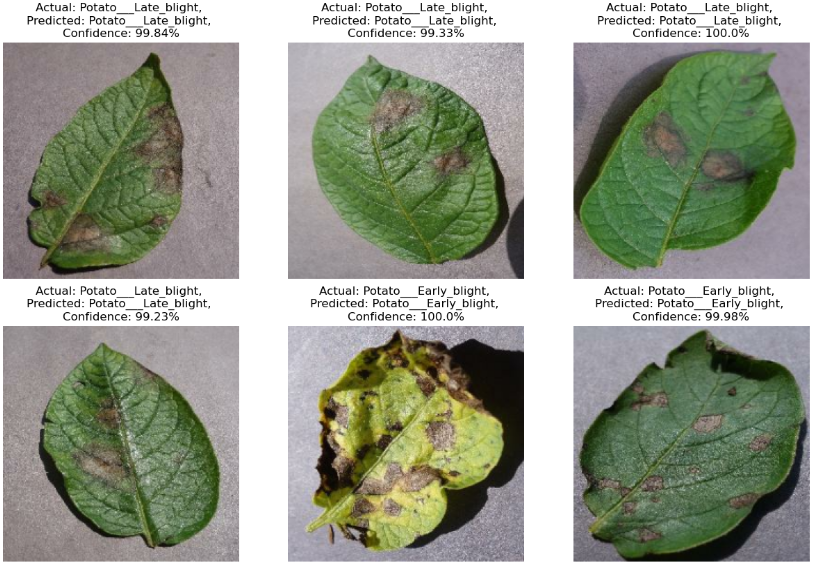 Actual: Potato___Late_blight,
Predicted: Potato___Late_blight,
Confidence: 99.84%
Actual: Potato___Late_blight,
Predicted: Potato___Late_blight,
Confidence: 99.33%
Actual: Potato___Late_blight,
Predicted: Potato___Late_blight,
Confidence: 100.0%
Actual: Potato___Late_blight,
Predicted: Potato___Late_blight,
Confidence: 99.23%
Actual: Potato___Early_blight,
Predicted: Potato___Early_blight,
Confidence: 100.0%
Actual: Potato___Early_blight,
Predicted: Potato___Early_blight,
Confidence: 99.98%